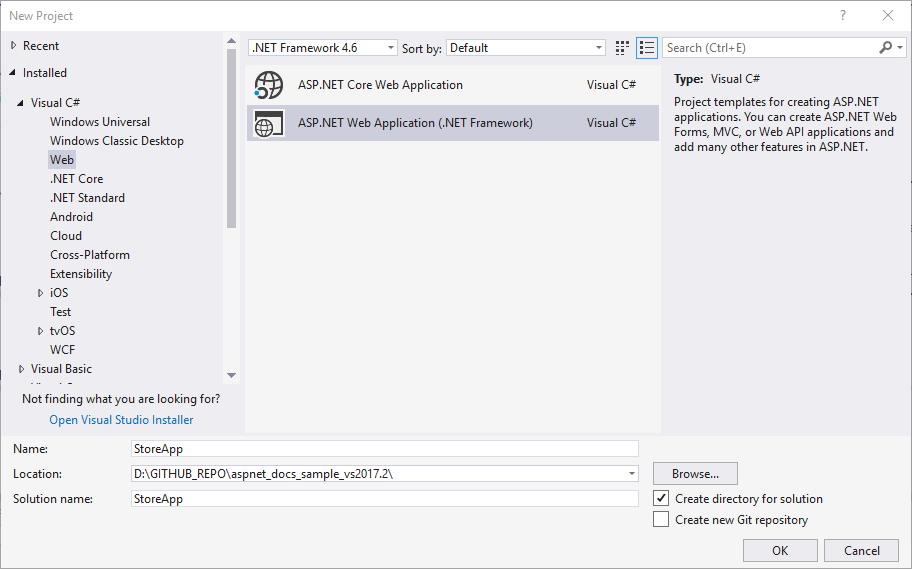 New Project
?
Recent
Installed
Visual C#
Windows Universal
Windows Classic Desktop
Web
.NET Core
.NET Standard
Android
Cloud
Cross-Platform
Extensibility
iOS
Test
tvOS
WCF
Visual Basic
Not finding what you are looking for?
Open Visual Studio Installer
.NET Framework 4.6
Sort by:
Default
Search (Ctrl+E)
ASP.NET Core Web Application
Visual C#
ASP.NET Web Application (.NET Framework)
Visual C#
Type: Visual C#
Project templates for creating ASP.NET
applications. You can create ASP.NET Web
Forms, MVC, or Web API applications and
add many other features in ASP.NET.
Name:
StoreApp
Location:
D:\GITHUB_REPO\aspnet_docs_sample_vs2017.2\
Browse...
Solution name:
StoreApp
Create directory for solution
Create new Git repository
OK
Cancel